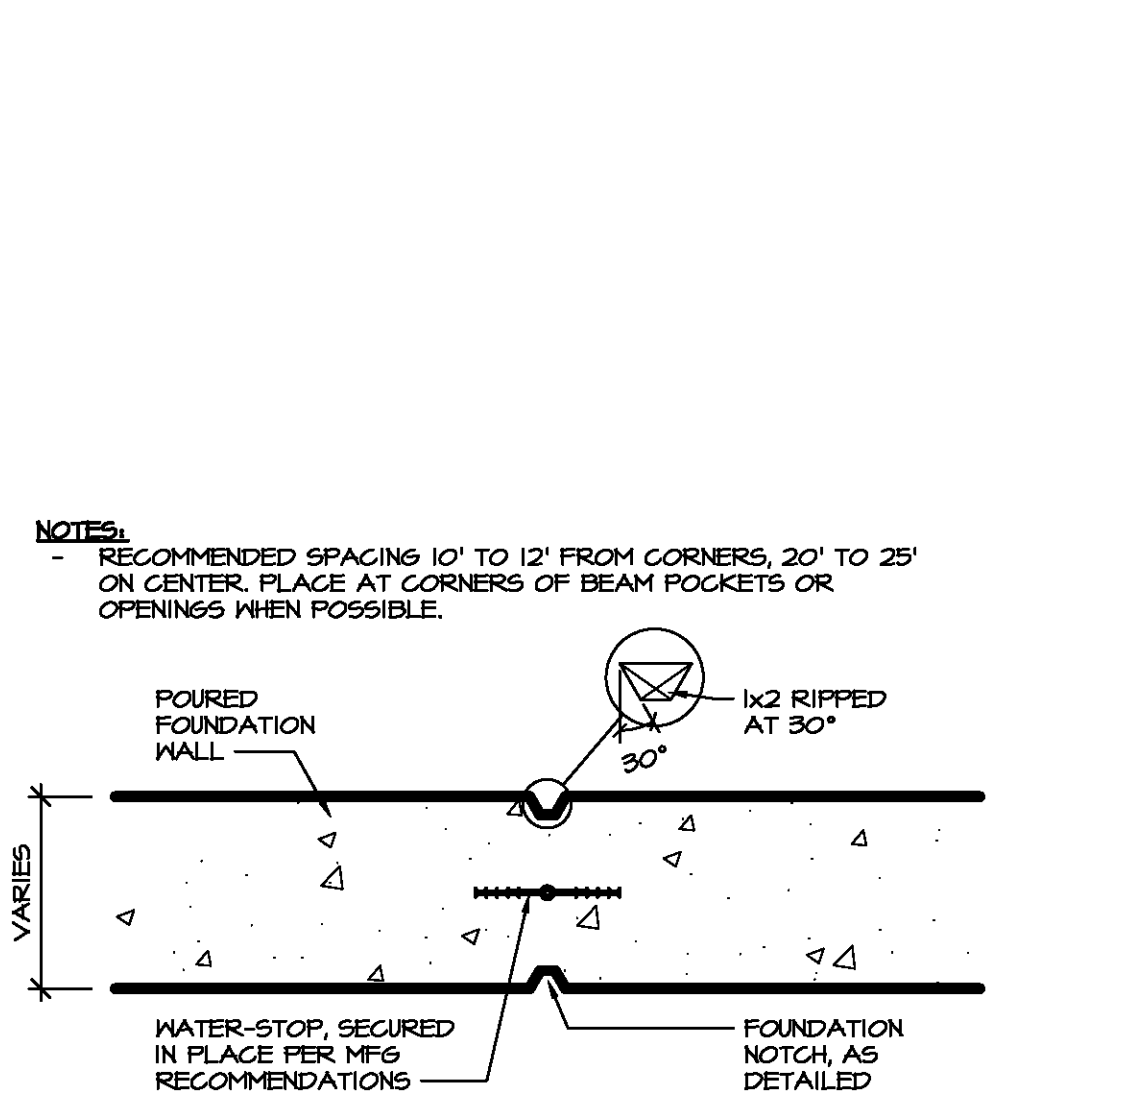 NOTES:
- RECOMMENDED SPACING 10' TO 12' FROM CORNERS, 20' TO 25'
ON CENTER. PLACE AT CORNERS OF BEAM POCKETS OR
OPENINGS WHEN POSSIBLE.
POURED
FOUNDATION
WALL
1x2 RIPPED
AT 30°
30°
VARIES
WATER-STOP, SECURED
IN PLACE PER MFG
RECOMMENDATIONS
FOUNDATION
NOTCH, AS
DETAILED